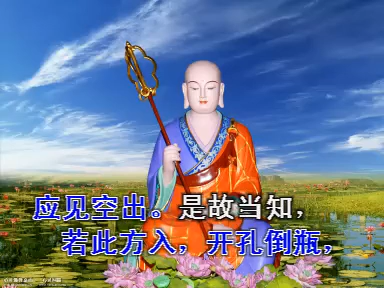 应见空出。是故当知，
若此方入，开孔倒瓶，